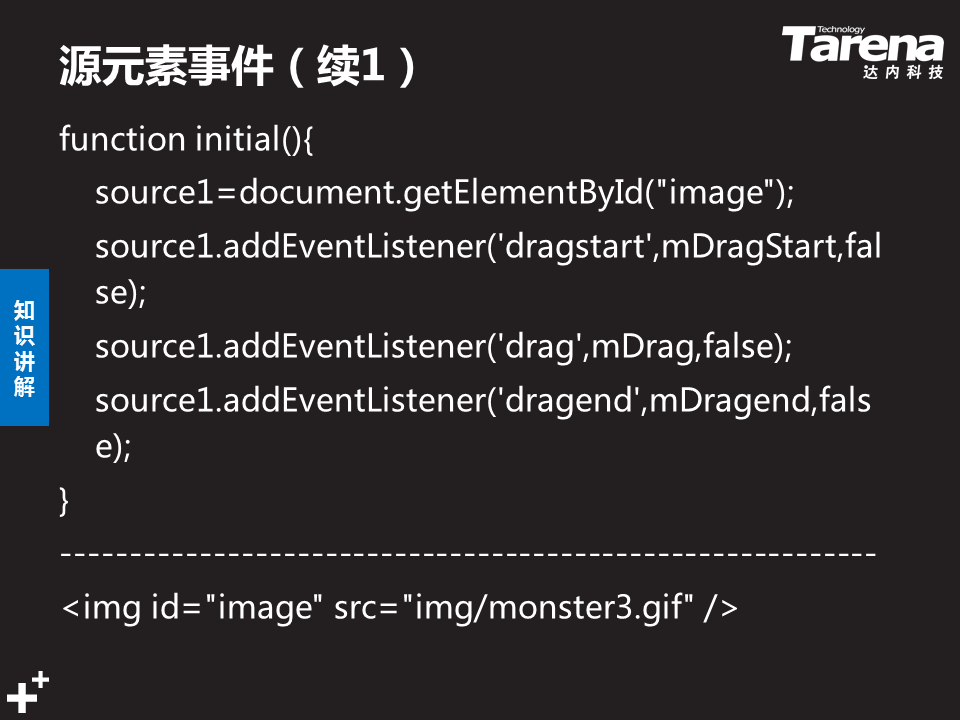 源元素事件（续1）
Technology
Tarena
达内科技
function initial(){
source1=document.getElementById("image");
source1.addEventListener('dragstart',mDragStart,fal
se);
source1.addEventListener('drag',mDrag,false);
source1.addEventListener('dragend',mDragend,fals
e);
}
-----------------------------------------------------------
<img id="image" src="img/monster3.gif" />
知
识
讲
解